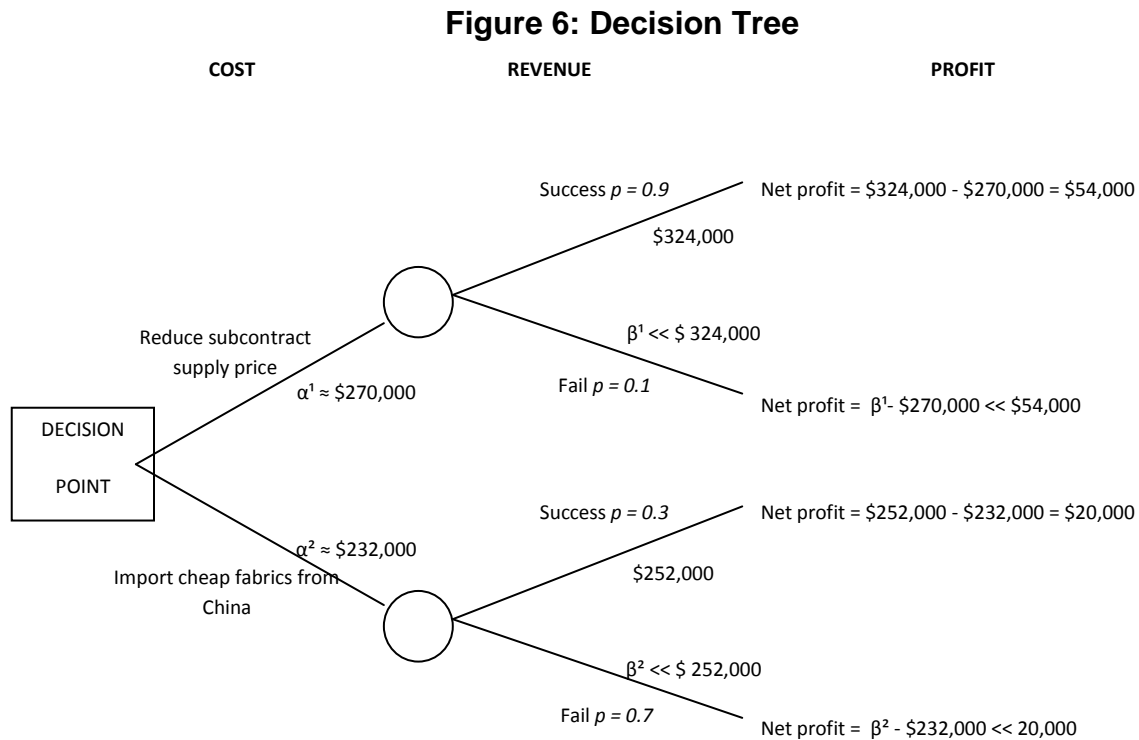 Figure 6: Decision Tree
COST REVENUE PROFIT
Success p = 0.9
Net profit = $324,000 - $270,000 = $54,000
$324,000
Reduce subcontract
supply price
α¹ ≈ $270,000
β¹ << $ 324,000
Fail p = 0.1
Net profit = β¹- $270,000 << $54,000
DECISION
POINT
Success p = 0.3
Net profit = $252,000 - $232,000 = $20,000
α² ≈ $232,000
Import cheap fabrics from
China
$252,000
β² << $ 252,000
Fail p = 0.7
Net profit = β² - $232,000 << 20,000